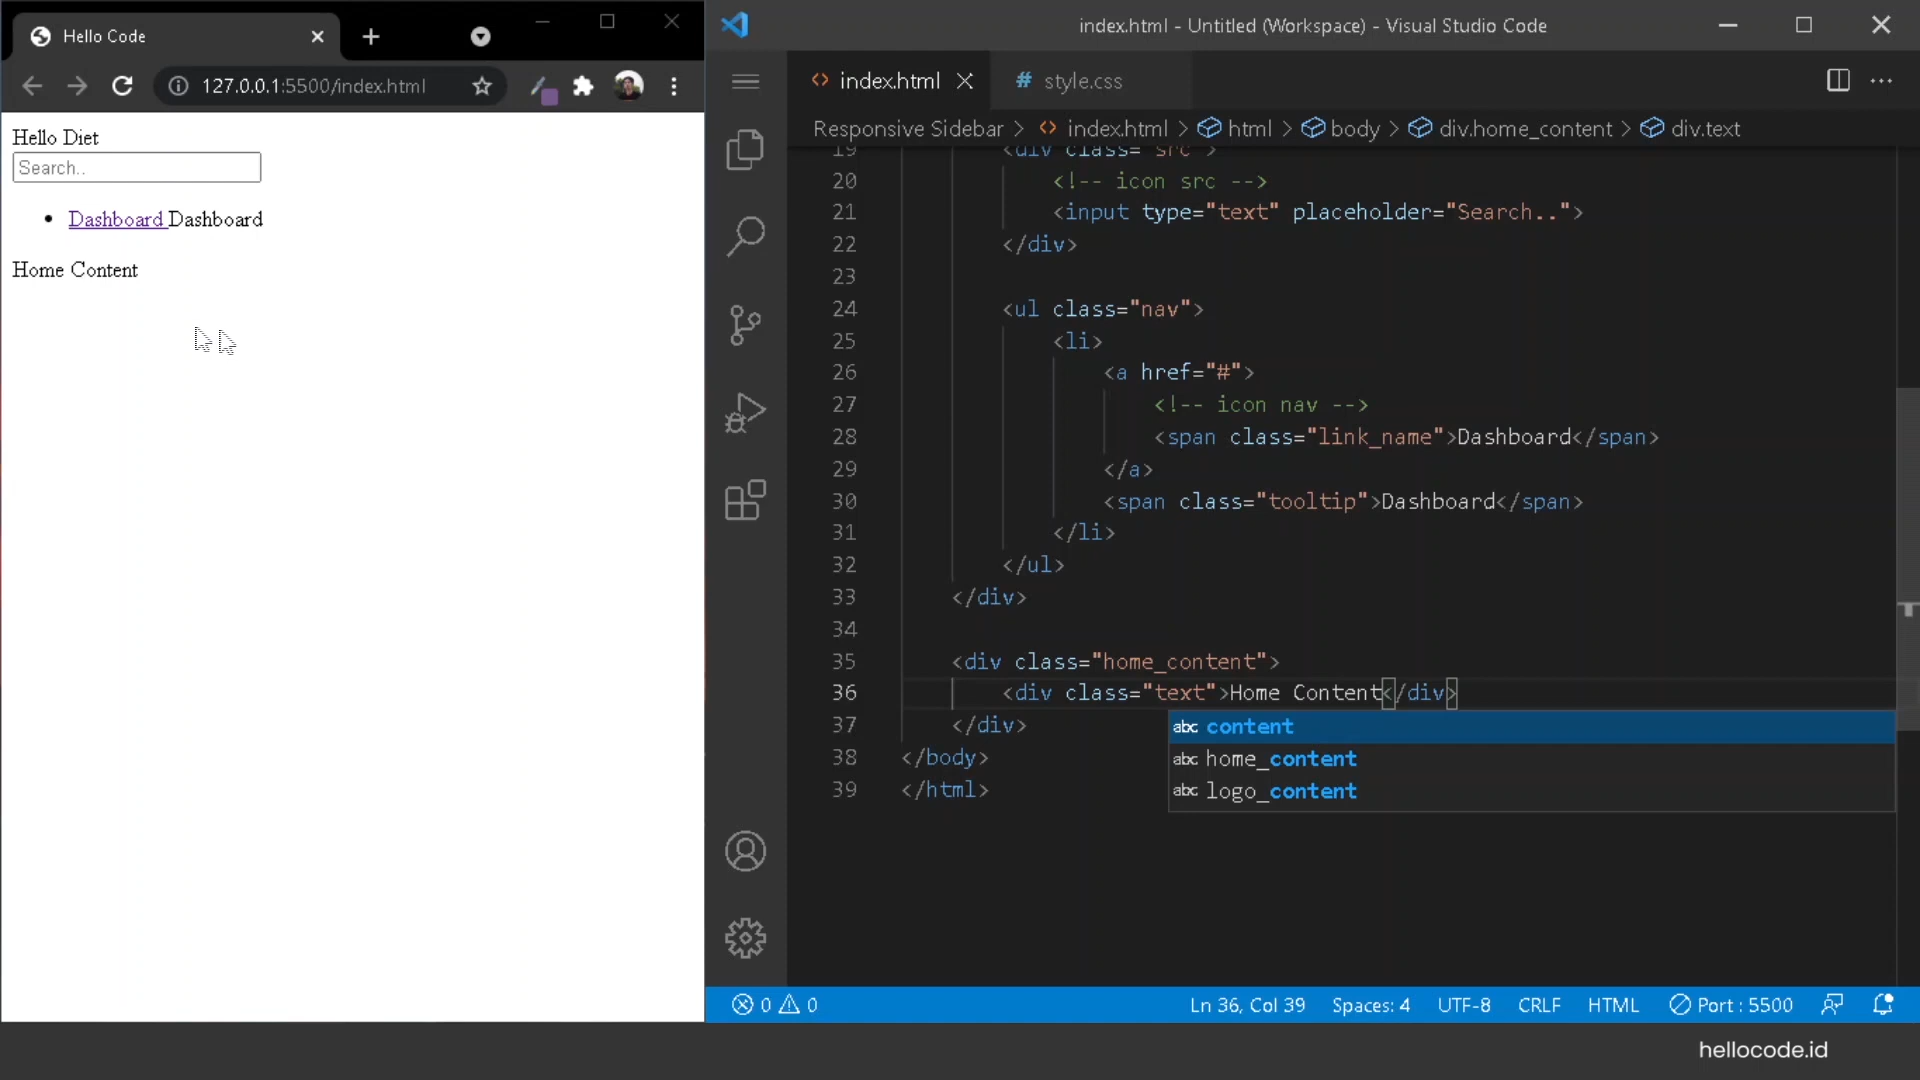 Hello Code
127.0.0.1:5500/index.html
Hello Diet
Search..
Dashboard Dashboard
Home Content
index.html - Untitled (Workspace) - Visual Studio Code
index.html
# style.css
Responsive Sidebar > index.html > html > body > div.home_content > div.text
19 <div class="src">
20 <!-- icon src -->
21 <input type="text" placeholder="Search..">
22 </div>
23
24 <ul class="nav">
25 <li>
26 <a href="#">
27 <!-- icon nav -->
28 <span class="link_name">Dashboard</span>
29 </a>
30 <span class="tooltip">Dashboard</span>
31 </li>
32 </ul>
33 </div>
34
35 <div class="home_content">
36 <div class="text">Home Content</div>
37 </div>
38 </body>
39 </html>
abc content
abc home_content
abc logo_content
0 0
Ln 36, Col 39 Spaces: 4 UTF-8 CRLF HTML Port : 5500
hellocode.id